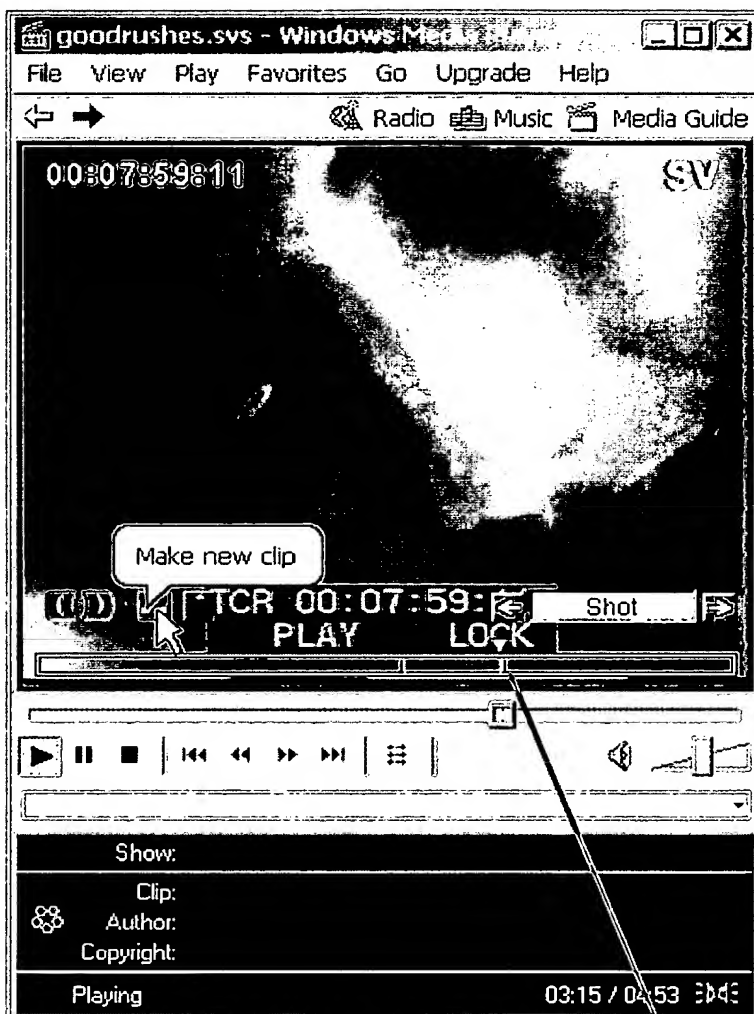 goodrushes.svs - Windows Media
File View Play Favorites Go Upgrade Help
Radio Music Media Guide
00:07:59:11 SV
Make new clip
TCR 00:07:59: Shot
PLAY LOCK
Show:
Clip:
Author:
Copyright:
Playing 03:15 / 04:53